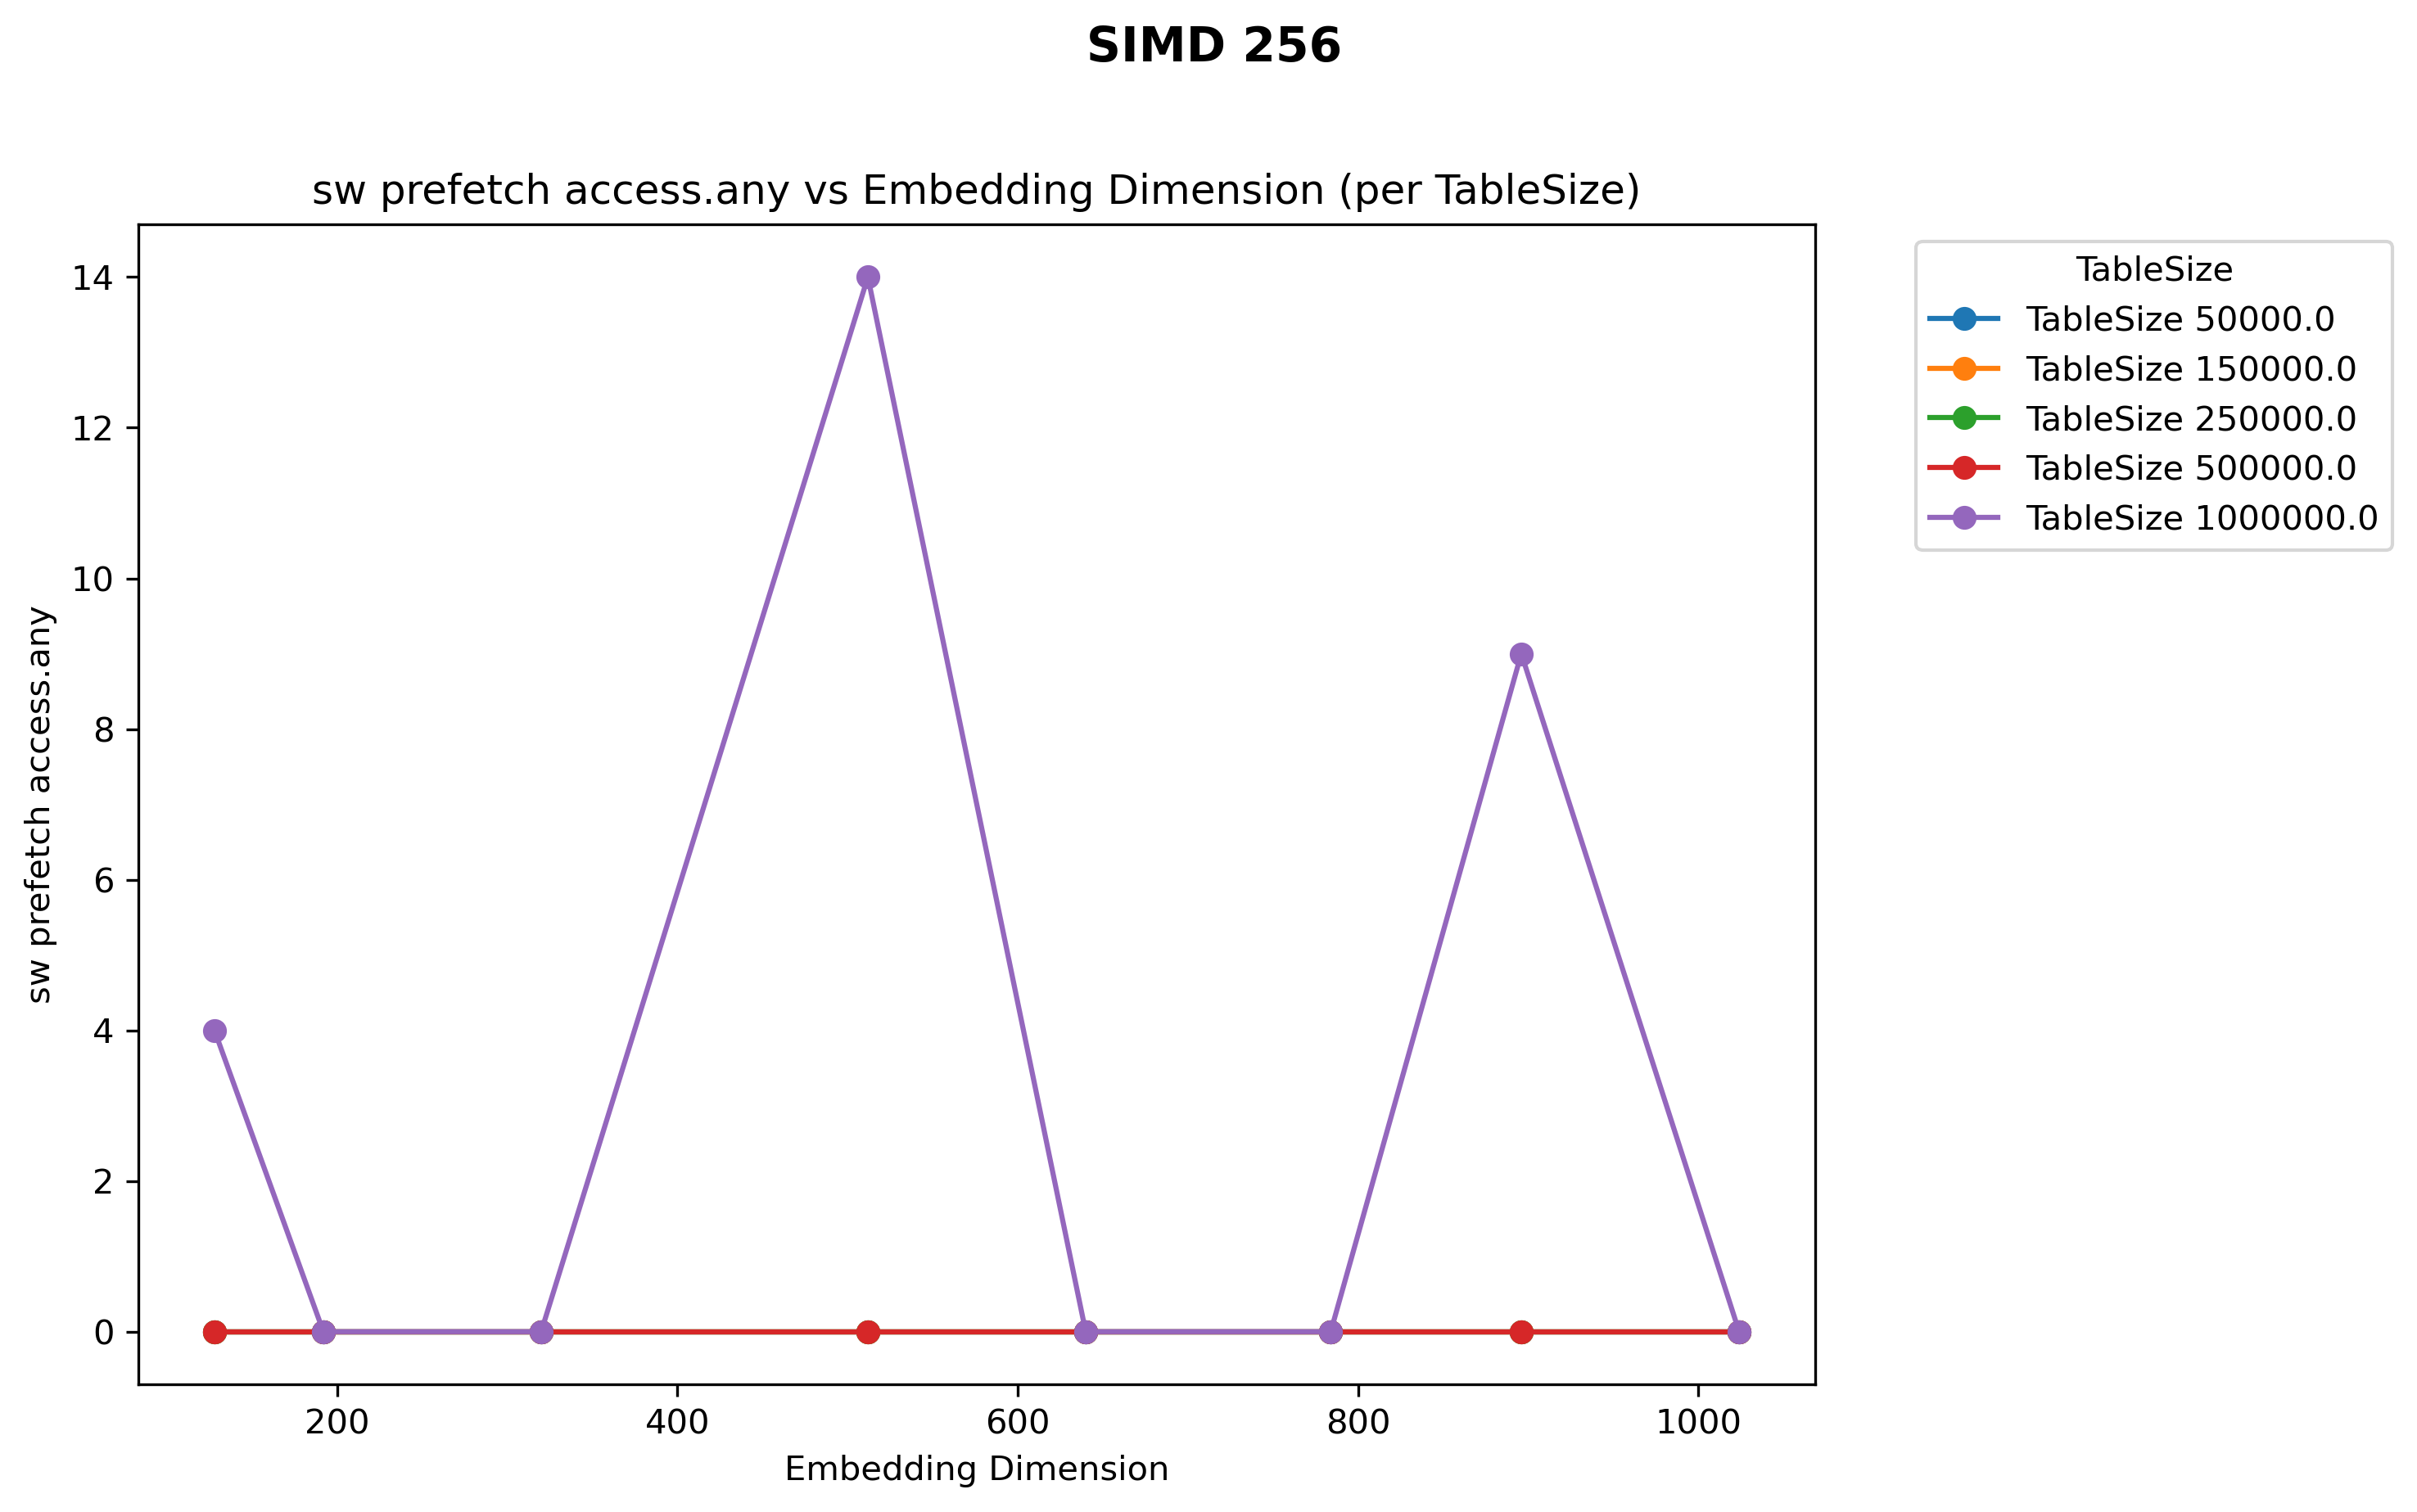 SIMD 256
sw prefetch access.any vs Embedding Dimension (per TableSize)
sw prefetch access.any
14
12
10
8
6
4
2
0
200 400 600 800 1000
Embedding Dimension
TableSize
TableSize 50000.0
TableSize 150000.0
TableSize 250000.0
TableSize 500000.0
TableSize 1000000.0